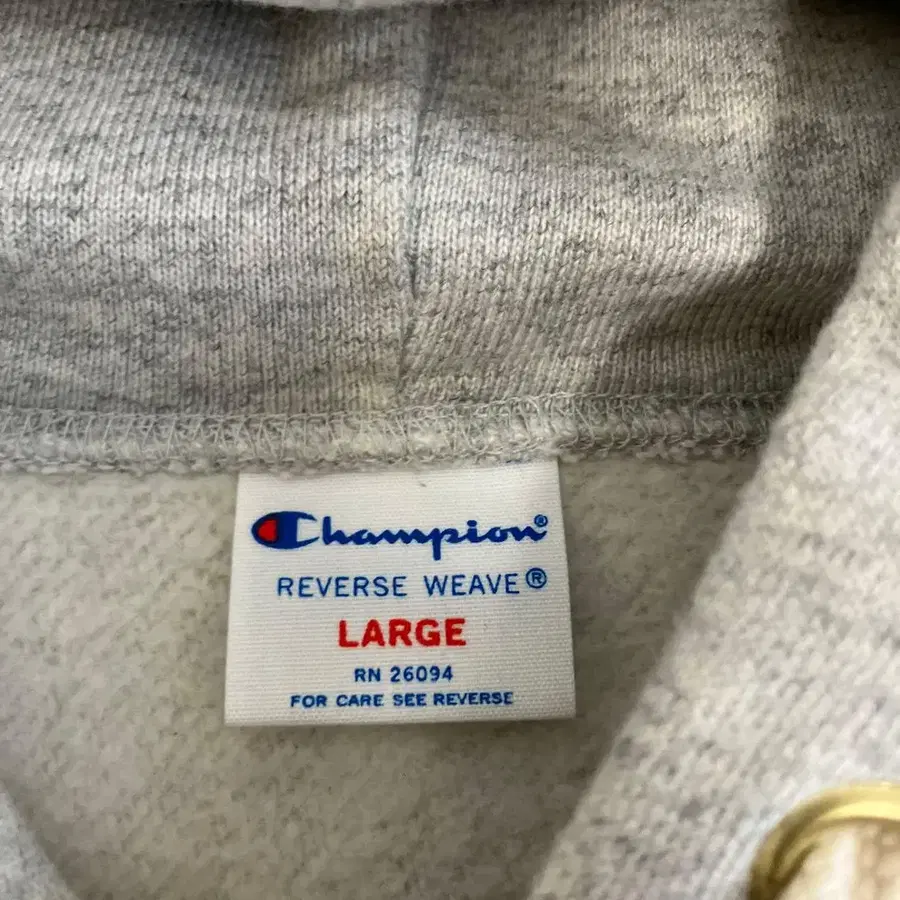 Champion®
REVERSE WEAVE®
LARGE
RN 26094
FOR CARE SEE REVERSE